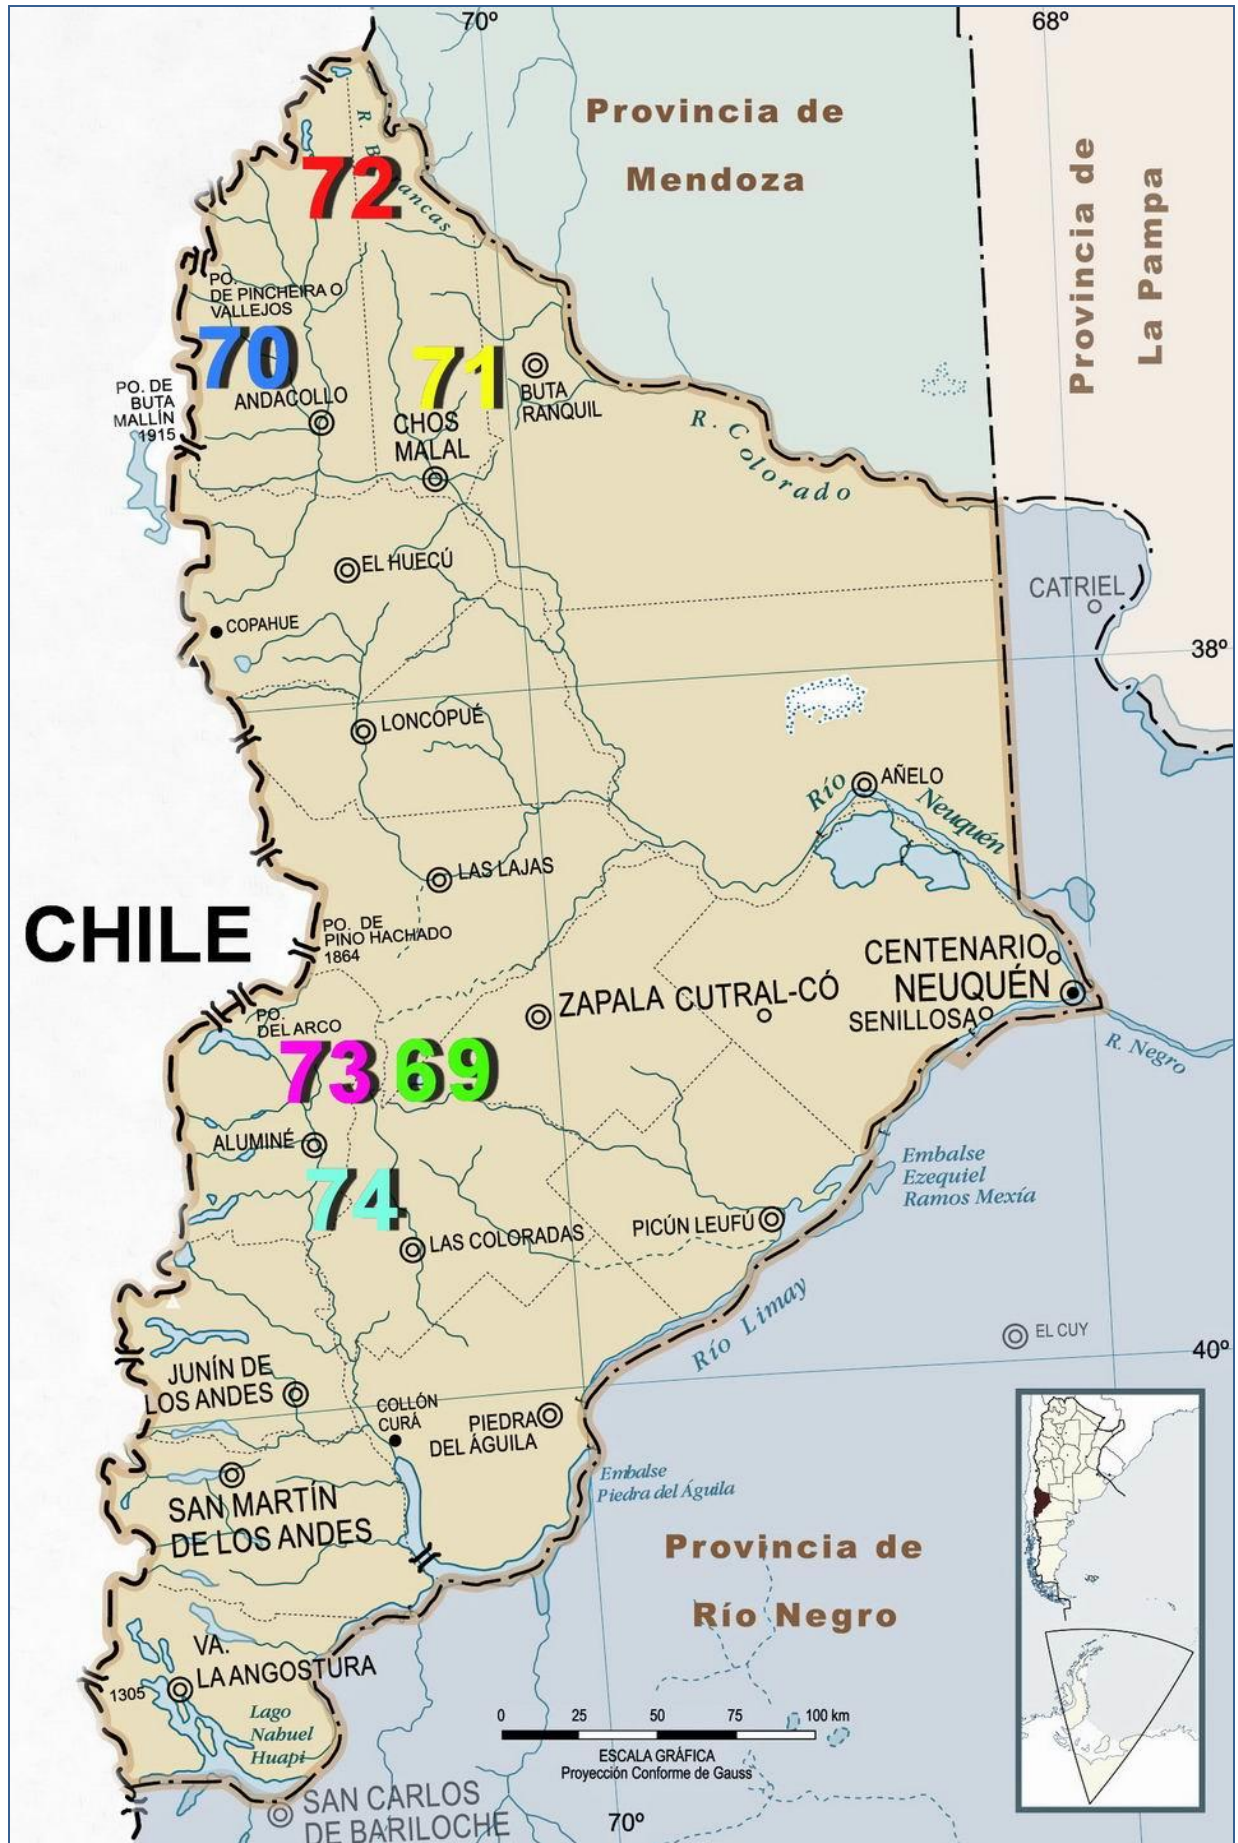 70º
68º
Provincia de
Mendoza
Provincia de
La Pampa
72
PO.
DE PINCHEIRA O
VALLEJOS
70
71
PO. DE
BUTA
MALLÍN
1915
ANDACOLLO
BUTA
RANQUIL
CHOS
MALAL
R. Colorado
EL HUECÚ
CATRIEL
COPAHUE
38º
LONCOPUÉ
Río Neuquén
AÑELO
LAS LAJAS
CHILE
PO. DE
PINO HACHADO
1864
CENTENARIO
NEUQUÉN
ZAPALA
CUTRAL-CÓ
SENILLOSA
PO.
DEL ARCO
R. Negro
73
69
ALUMINÉ
Embalse
Ezequiel
Ramos Mexía
74
LAS COLORADAS
PICÚN LEUFÚ
Río Limay
EL CUY
40º
JUNÍN DE
LOS ANDES
COLLÓN
CURÁ
PIEDRA
DEL ÁGUILA
SAN MARTÍN
DE LOS ANDES
Embalse
Piedra del Águila
Provincia de
Río Negro
VA.
LA ANGOSTURA
1305
Lago
Nahuel
Huapi
0 25 50 75 100 km
ESCALA GRÁFICA
Proyección Conforme de Gauss
SAN CARLOS
DE BARILOCHE
70º